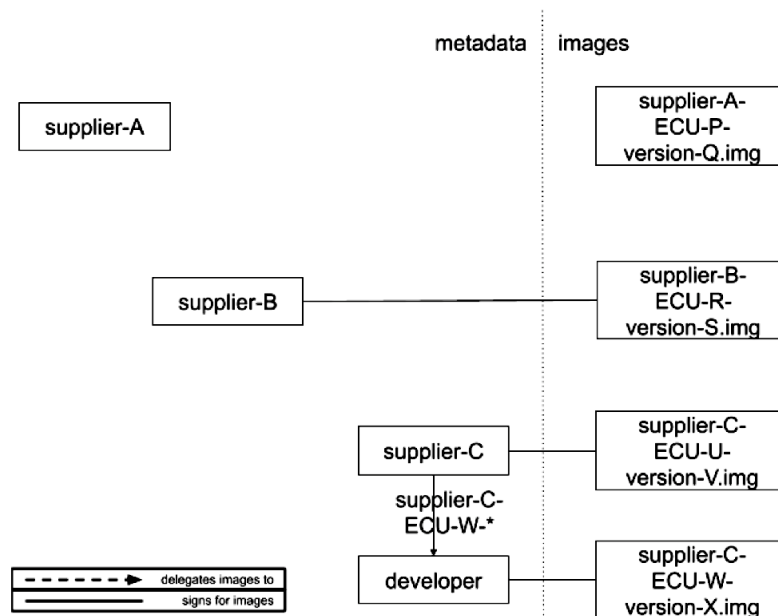 metadata
images
supplier-A
supplier-A-
ECU-P-
version-Q.img
supplier-B
supplier-B-
ECU-R-
version-S.img
supplier-C
supplier-C-
ECU-U-
version-V.img
supplier-C-
ECU-W-*
developer
supplier-C-
ECU-W-
version-X.img
delegates images to
signs for images